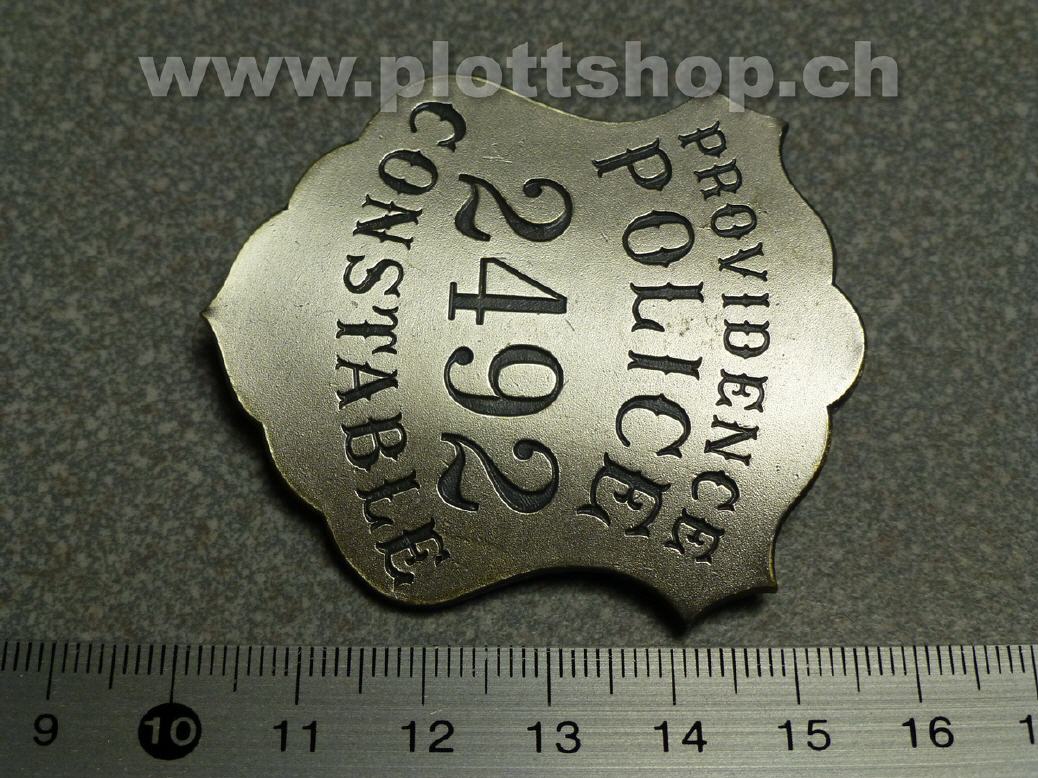 www.plottshop.ch
PROVIDENCE
POLICE
2492
CONSTABLE
9 10 11 12 13 14 15 16